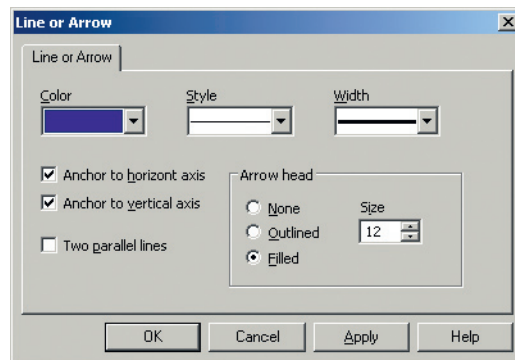 Line or Arrow
Line or Arrow
Color
Style
Width
Anchor to horizont axis
Anchor to vertical axis
Two parallel lines
Arrow head
None
Outlined
Filled
Size
12
OK
Cancel
Apply
Help